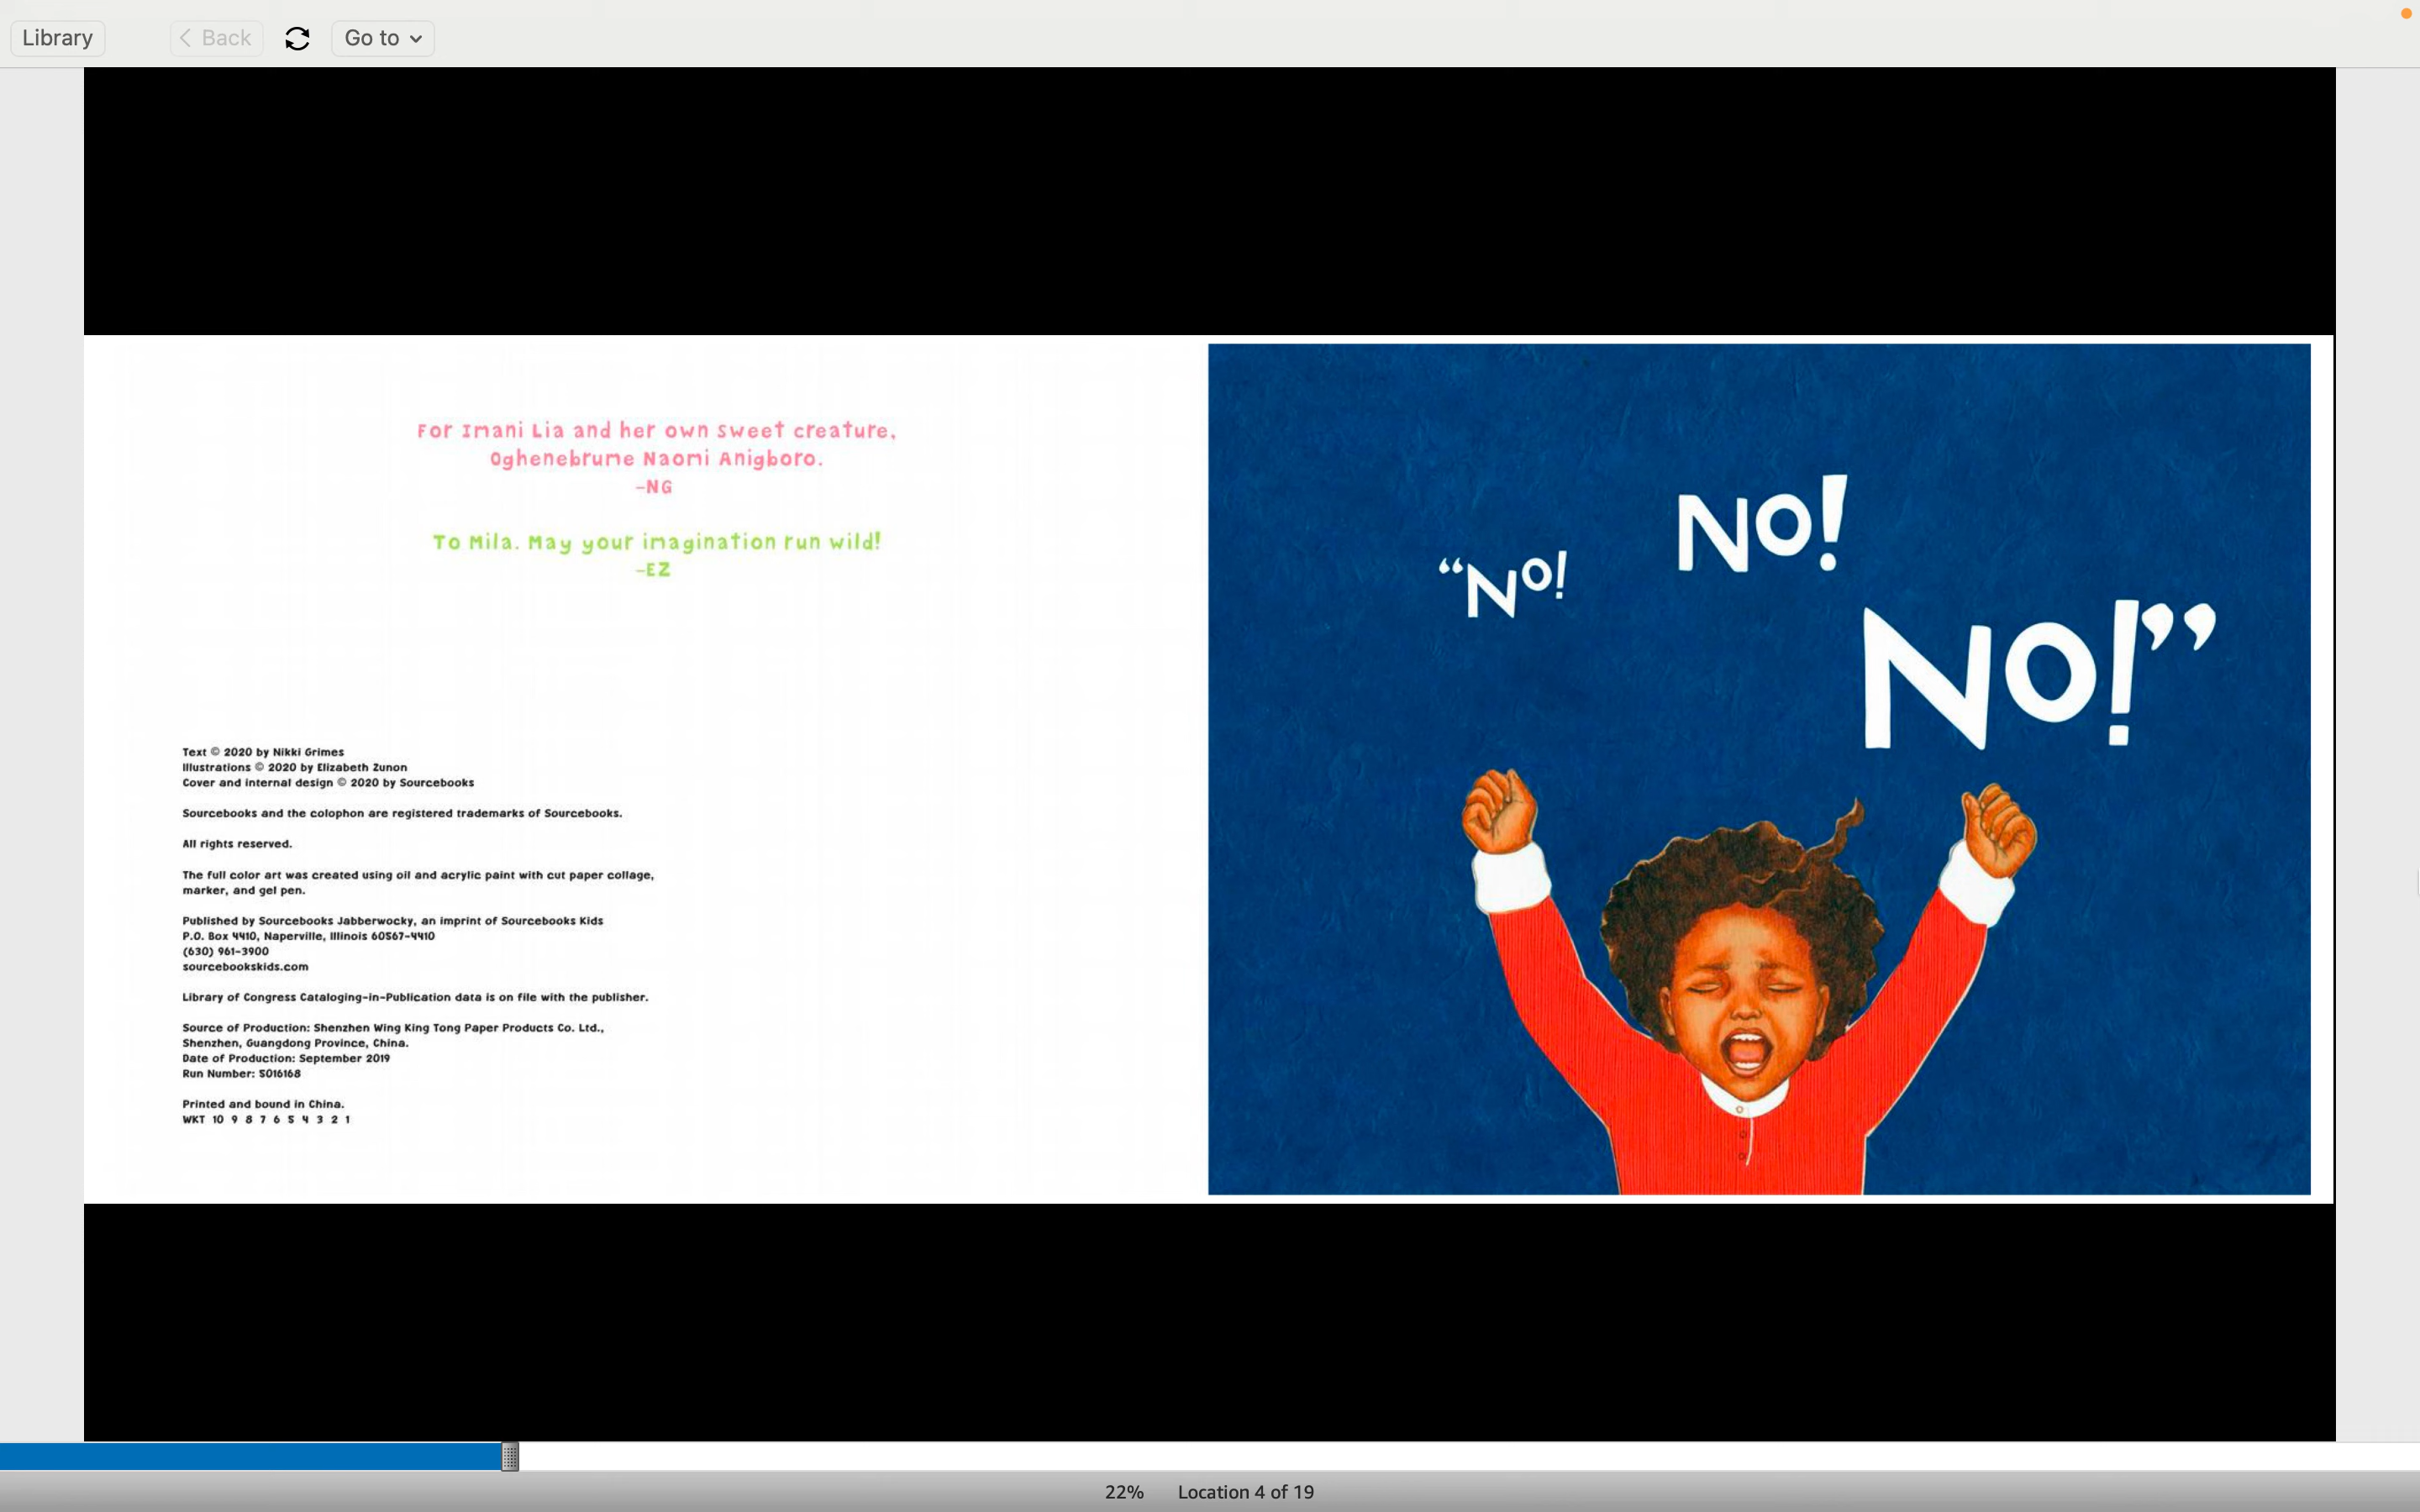 Library
Back
Go to
For Imani Lia and her own sweet creature,
Oghenebrume Naomi Anigboro.
-NG
To Mila. May your imagination run wild!
-EZ
Text © 2020 by Nikki Grimes
Illustrations © 2020 by Elizabeth Zunon
Cover and internal design © 2020 by Sourcebooks
Sourcebooks and the colophon are registered trademarks of Sourcebooks.
All rights reserved.
The full color art was created using oil and acrylic paint with cut paper collage,
marker, and gel pen.
Published by Sourcebooks Jabberwocky, an imprint of Sourcebooks Kids
P.O. Box 4410, Naperville, Illinois 60567-4410
(630) 961-3900
sourcebookskids.com
Library of Congress Cataloging-in-Publication data is on file with the publisher.
Source of Production: Shenzhen Wing King Tong Paper Products Co. Ltd.,
Shenzhen, Guangdong Province, China.
Date of Production: September 2019
Run Number: 5016168
Printed and bound in China.
WKT 10 9 8 7 6 5 4 3 2 1
“No!
No!
No!”
22% Location 4 of 19